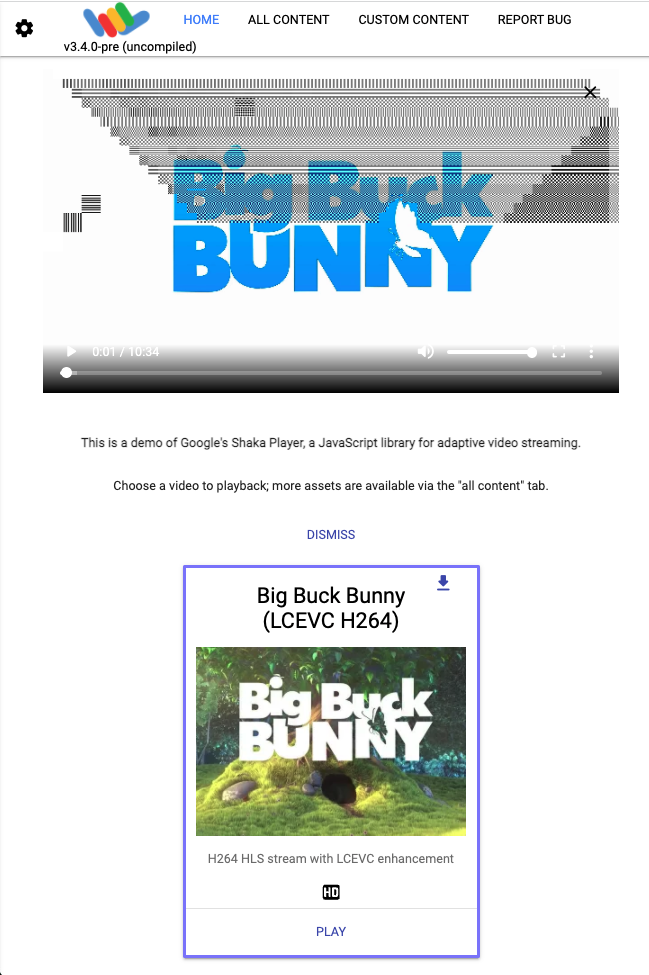 HOME
ALL CONTENT
CUSTOM CONTENT
REPORT BUG
v3.4.0-pre (uncompiled)
Big Buck
BUNNY
0:01 / 10:34
This is a demo of Google's Shaka Player, a JavaScript library for adaptive video streaming.
Choose a video to playback; more assets are available via the "all content" tab.
DISMISS
Big Buck Bunny
(LCEVC H264)
Big Buck
BUNNY
H264 HLS stream with LCEVC enhancement
HD
PLAY